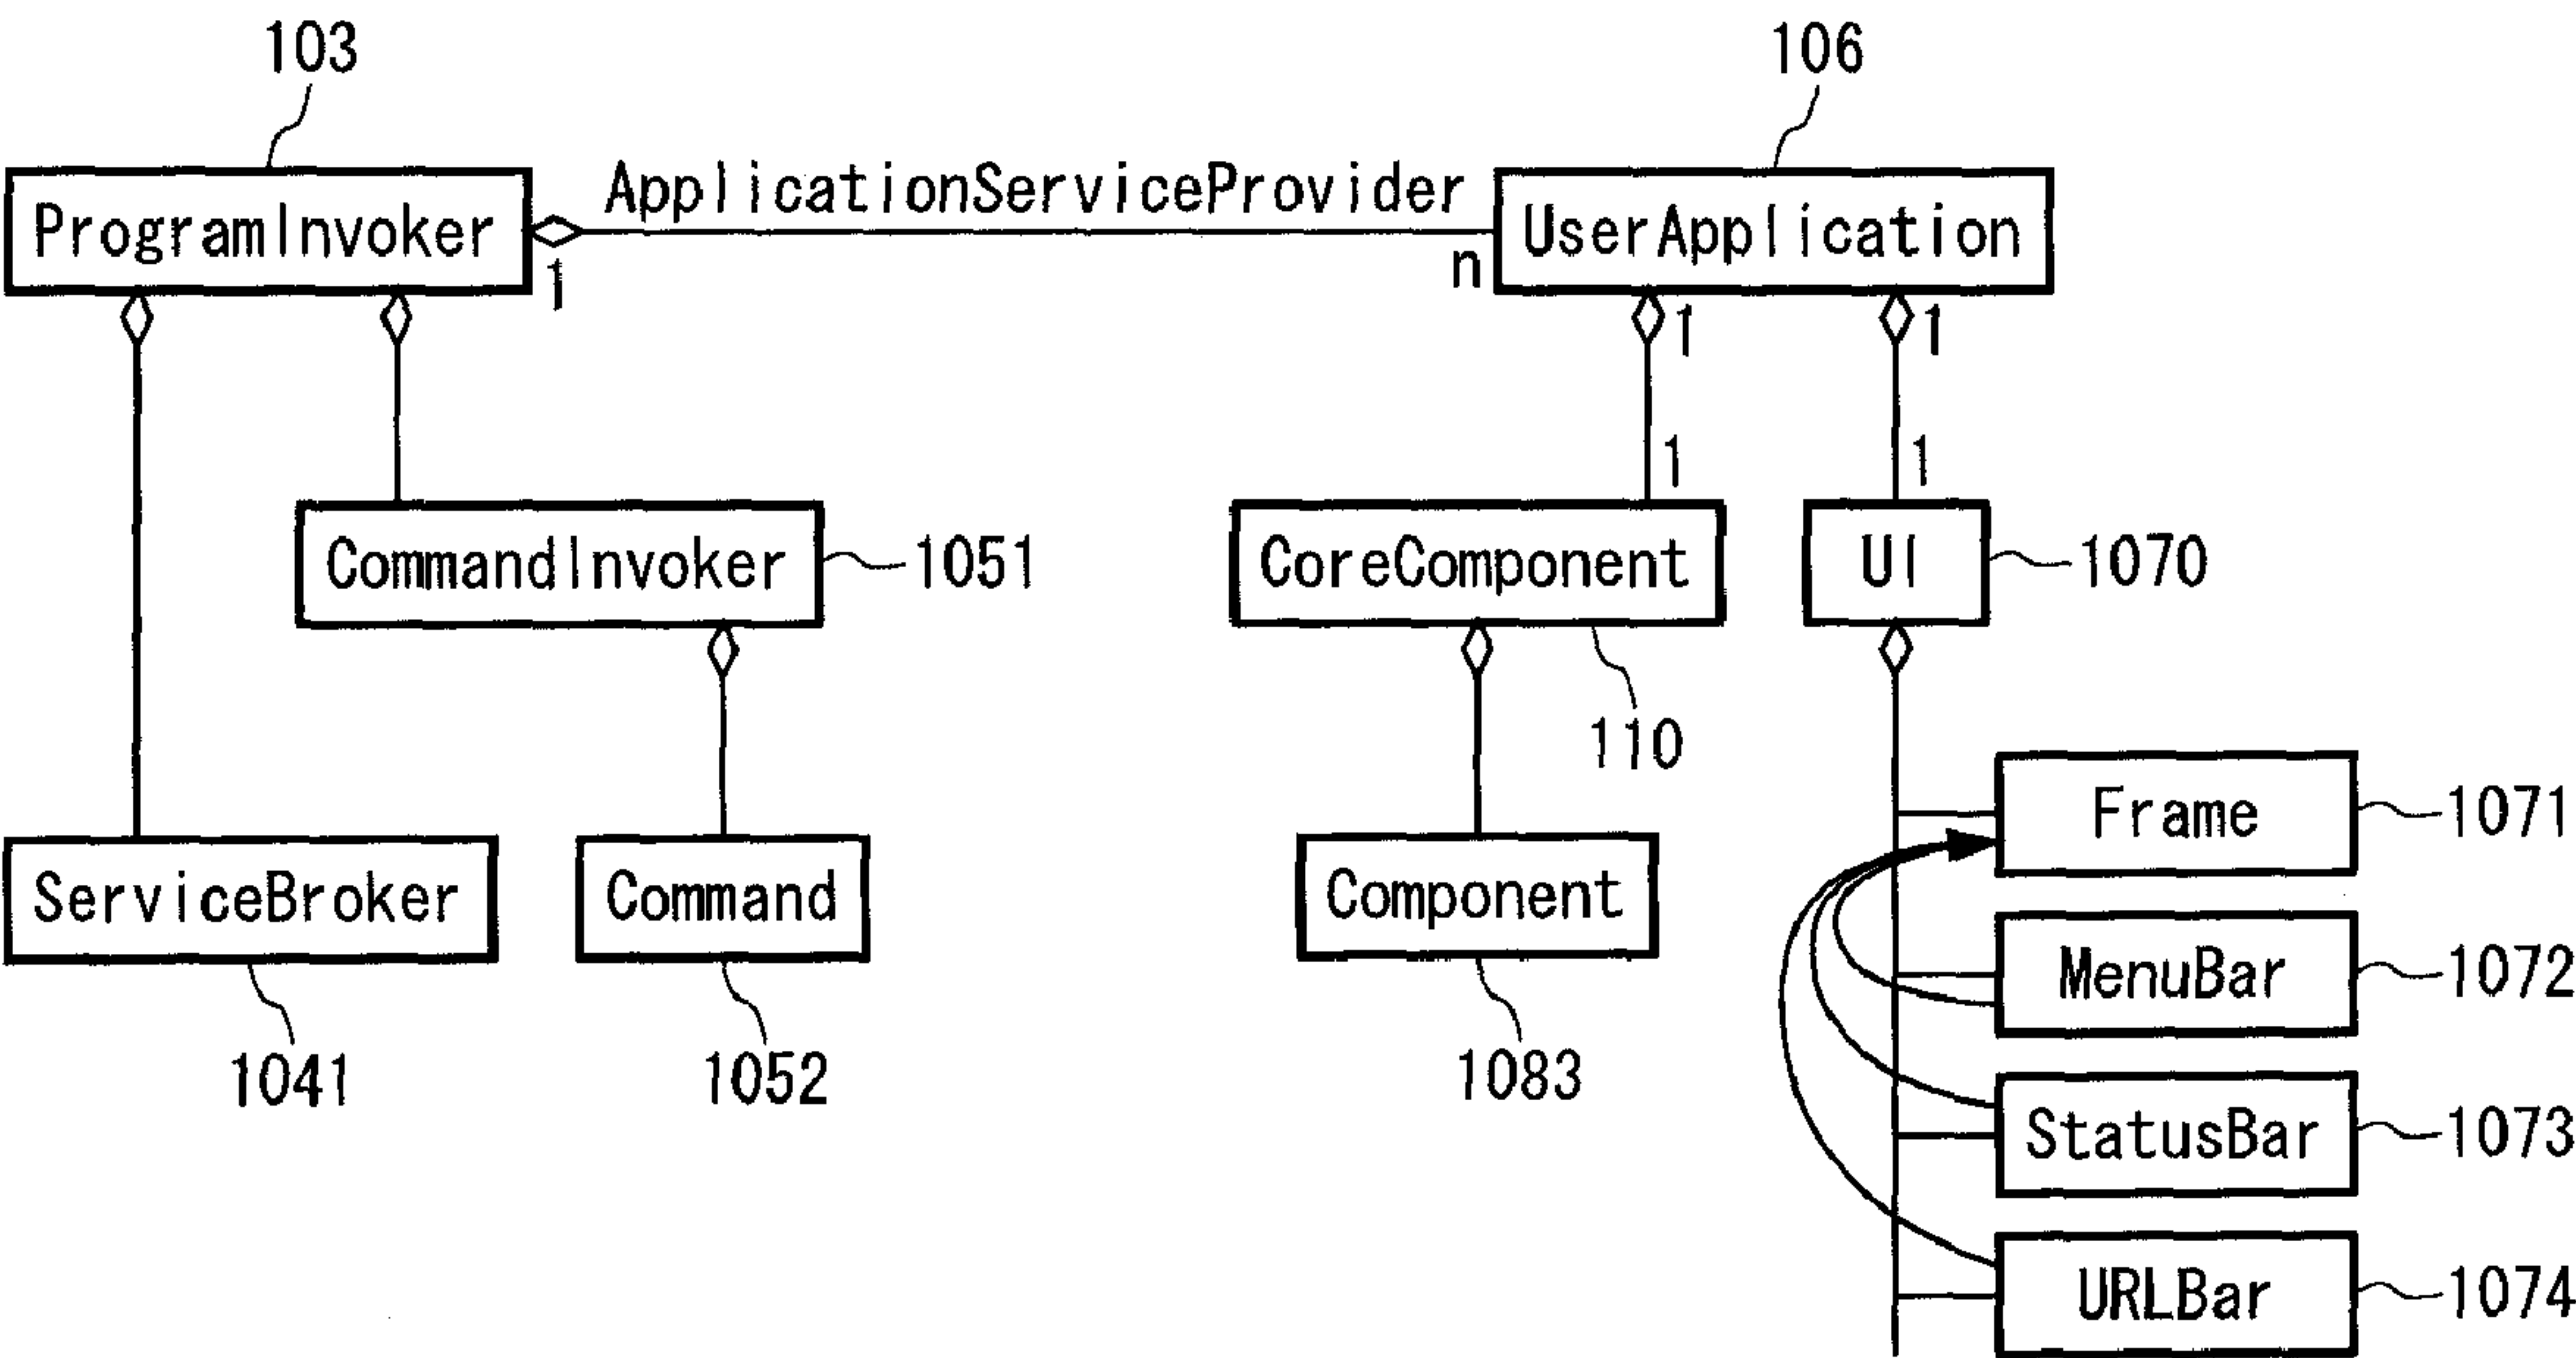 103
106
ProgramInvoker
ApplicationServiceProvider
UserApplication
1
n
1
1
1
1
CommandInvoker
1051
CoreComponent
UI
1070
110
Frame
1071
ServiceBroker
Command
Component
MenuBar
1072
1041
1052
1083
StatusBar
1073
URLBar
1074